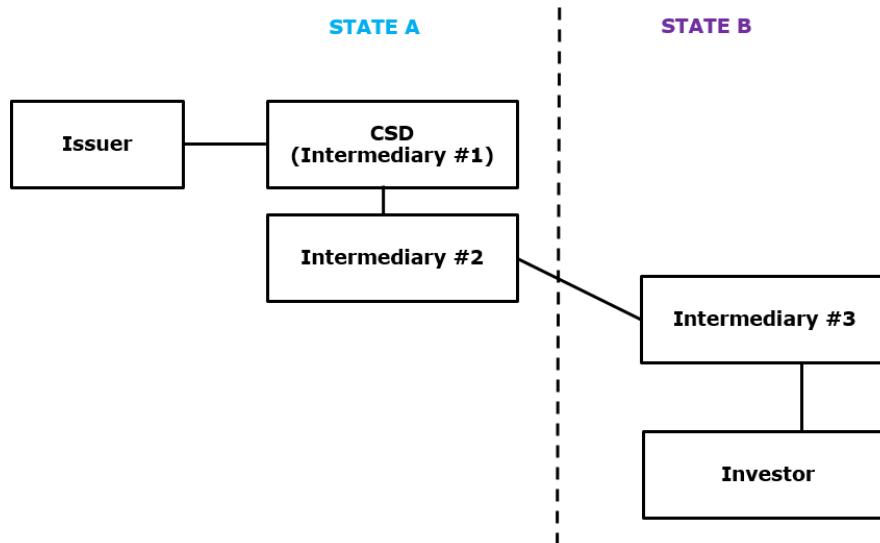 STATE A
STATE B
Issuer
CSD
(Intermediary #1)
Intermediary #2
Intermediary #3
Investor